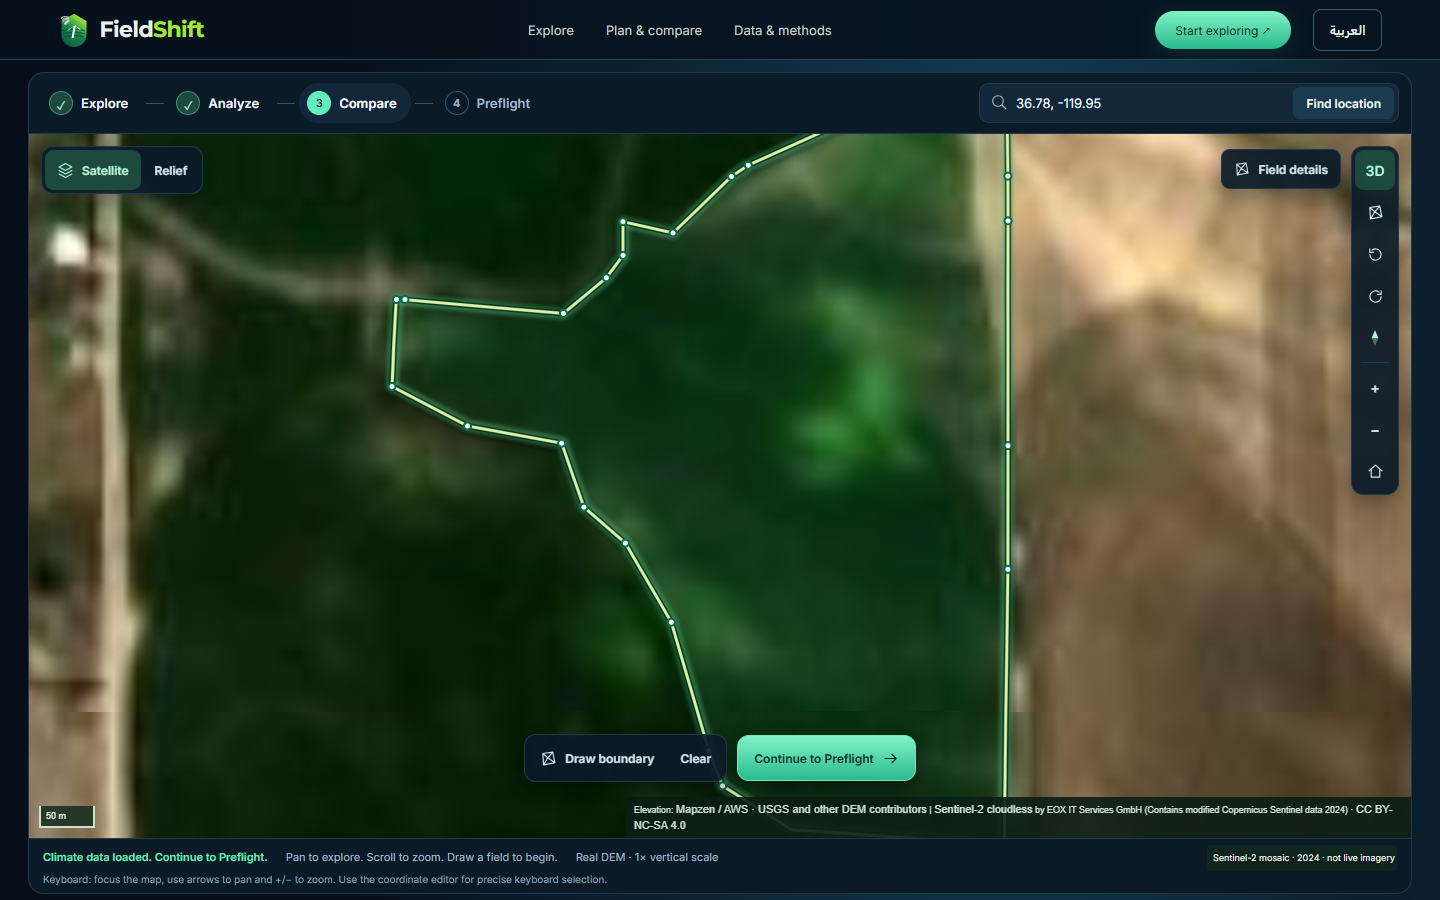 FieldShift
Explore
Plan & compare
Data & methods
Start exploring ↗
العربية
✓ Explore
✓ Analyze
3 Compare
4 Preflight
36.78, -119.95
Find location
Satellite
Relief
Field details
3D
+
−
Draw boundary
Clear
Continue to Preflight →
50 m
Elevation: Mapzen / AWS · USGS and other DEM contributors | Sentinel-2 cloudless by EOX IT Services GmbH (Contains modified Copernicus Sentinel data 2024) · CC BY-
NC-SA 4.0
Climate data loaded. Continue to Preflight.
Pan to explore. Scroll to zoom. Draw a field to begin.
Real DEM · 1× vertical scale
Sentinel-2 mosaic · 2024 · not live imagery
Keyboard: focus the map, use arrows to pan and +/− to zoom. Use the coordinate editor for precise keyboard selection.